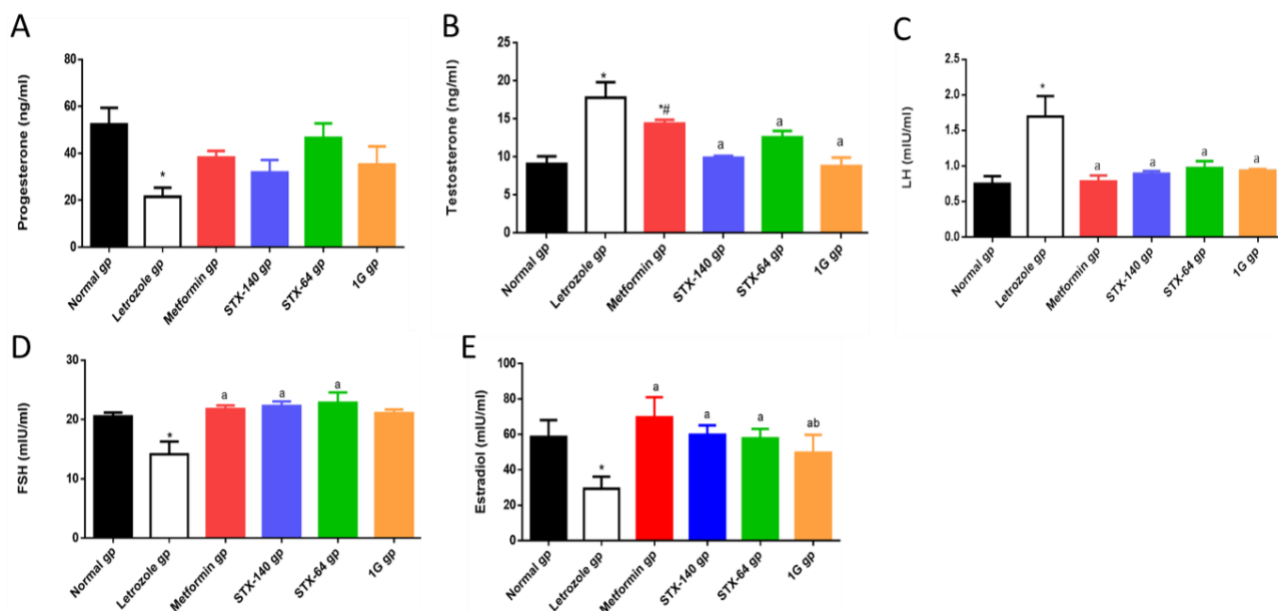 A
Progesterone (ng/ml)
80
60
40
20
0
*
Normal gp
Letrozole gp
Metformin gp
STX-140 gp
STX-64 gp
1G gp
B
Testosterone (ng/ml)
25
20
15
10
5
0
*
*#
a
a
a
Normal gp
Letrozole gp
Metformin gp
STX-140 gp
STX-64 gp
1G gp
C
LH (mIU/ml)
2.5
2.0
1.5
1.0
0.5
0.0
*
a
a
a
a
Normal gp
Letrozole gp
Metformin gp
STX-140 gp
STX-64 gp
1G gp
D
FSH (mIU/ml)
30
20
10
0
*
a
a
a
Normal gp
Letrozole gp
Metformin gp
STX-140 gp
STX-64 gp
1G gp
E
Estradiol (mIU/ml)
100
80
60
40
20
0
*
a
a
a
ab
Normal gp
Letrozole gp
Metformin gp
STX-140 gp
STX-64 gp
1G gp